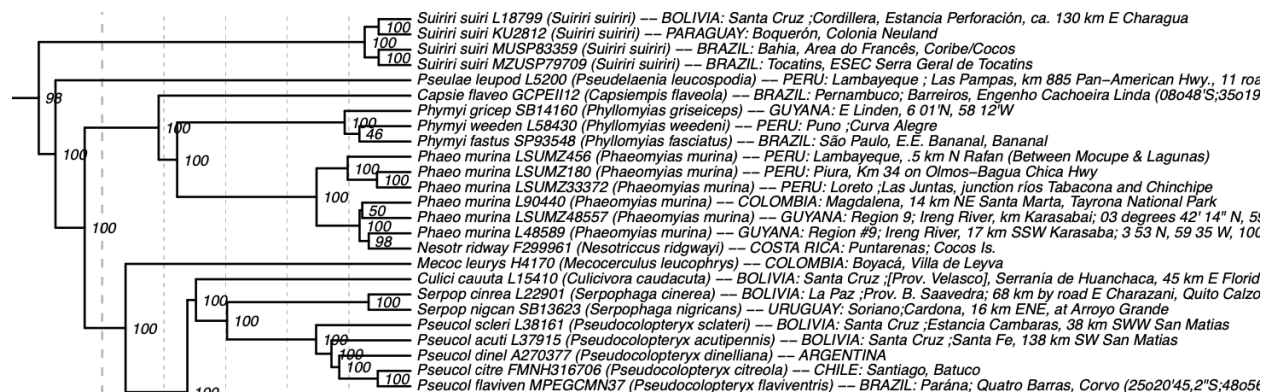 Suiriri suiri L18799 (Suiriri suiriri) −− BOLIVIA: Santa Cruz ;Cordillera, Estancia Perforación, ca. 130 km E Charagua
100
Suiriri suiri KU2812 (Suiriri suiriri) −− PARAGUAY: Boquerón, Colonia Neuland
100
Suiriri suiri MUSP83359 (Suiriri suiriri) −− BRAZIL: Bahia, Area do Francês, Coribe/Cocos
100
Suiriri suiri MZUSP79709 (Suiriri suiriri) −− BRAZIL: Tocatins, ESEC Serra Geral de Tocatins
Pseulae leupod L5200 (Pseudelaenia leucospodia) −− PERU: Lambayeque ; Las Pampas, km 885 Pan−American Hwy., 11 roa
98
Capsie flaveo GCPEII12 (Capsiempis flaveola) −− BRAZIL: Pernambuco; Barreiros, Engenho Cachoeira Linda (08o48'S;35o19
Phymyi gricep SB14160 (Phyllomyias griseiceps) −− GUYANA: E Linden, 6 01'N, 58 12'W
100 100
Phymyi weeden L58430 (Phyllomyias weedeni) −− PERU: Puno ;Curva Alegre
46
Phymyi fastus SP93548 (Phyllomyias fasciatus) −− BRAZIL: São Paulo, E.E. Bananal, Bananal
100 100
Phaeo murina LSUMZ456 (Phaeomyias murina) −− PERU: Lambayeque, .5 km N Rafan (Between Mocupe & Lagunas)
100
Phaeo murina LSUMZ180 (Phaeomyias murina) −− PERU: Piura, Km 34 on Olmos−Bagua Chica Hwy
100
Phaeo murina LSUMZ33372 (Phaeomyias murina) −− PERU: Loreto ;Las Juntas, junction ríos Tabacona and Chinchipe
100
Phaeo murina L90440 (Phaeomyias murina) −− COLOMBIA: Magdalena, 14 km NE Santa Marta, Tayrona National Park
50
Phaeo murina LSUMZ48557 (Phaeomyias murina) −− GUYANA: Region 9; Ireng River, km Karasabai; 03 degrees 42' 14" N, 59
100 100
Phaeo murina L48589 (Phaeomyias murina) −− GUYANA: Region #9; Ireng River, 17 km SSW Karasaba; 3 53 N, 59 35 W, 100
98
Nesotr ridway F299961 (Nesotriccus ridgwayi) −− COSTA RICA: Puntarenas; Cocos Is.
Mecoc leurys H4170 (Mecocerculus leucophrys) −− COLOMBIA: Boyacá, Villa de Leyva
Culici cauuta L15410 (Culicivora caudacuta) −− BOLIVIA: Santa Cruz ;[Prov. Velasco], Serranía de Huanchaca, 45 km E Florid
100
Serpop cinrea L22901 (Serpophaga cinerea) −− BOLIVIA: La Paz ;Prov. B. Saavedra; 68 km by road E Charazani, Quito Calzo
100
Serpop nigcan SB13623 (Serpophaga nigricans) −− URUGUAY: Soriano;Cardona, 16 km ENE, at Arroyo Grande
100
Pseucol scleri L38161 (Pseudocolopteryx sclateri) −− BOLIVIA: Santa Cruz ;Estancia Cambaras, 38 km SWW San Matias
100
Pseucol acuti L37915 (Pseudocolopteryx acutipennis) −− BOLIVIA: Santa Cruz ;Santa Fe, 138 km SW San Matias
100
Pseucol dinel A270377 (Pseudocolopteryx dinelliana) −− ARGENTINA
100
Pseucol citre FMNH316706 (Pseudocolopteryx citreola) −− CHILE: Santiago, Batuco
100
Pseucol flaviven MPEGCMN37 (Pseudocolopteryx flaviventris) −− BRAZIL: Parána; Quatro Barras, Corvo (25o20'45,2"S;48o56
100